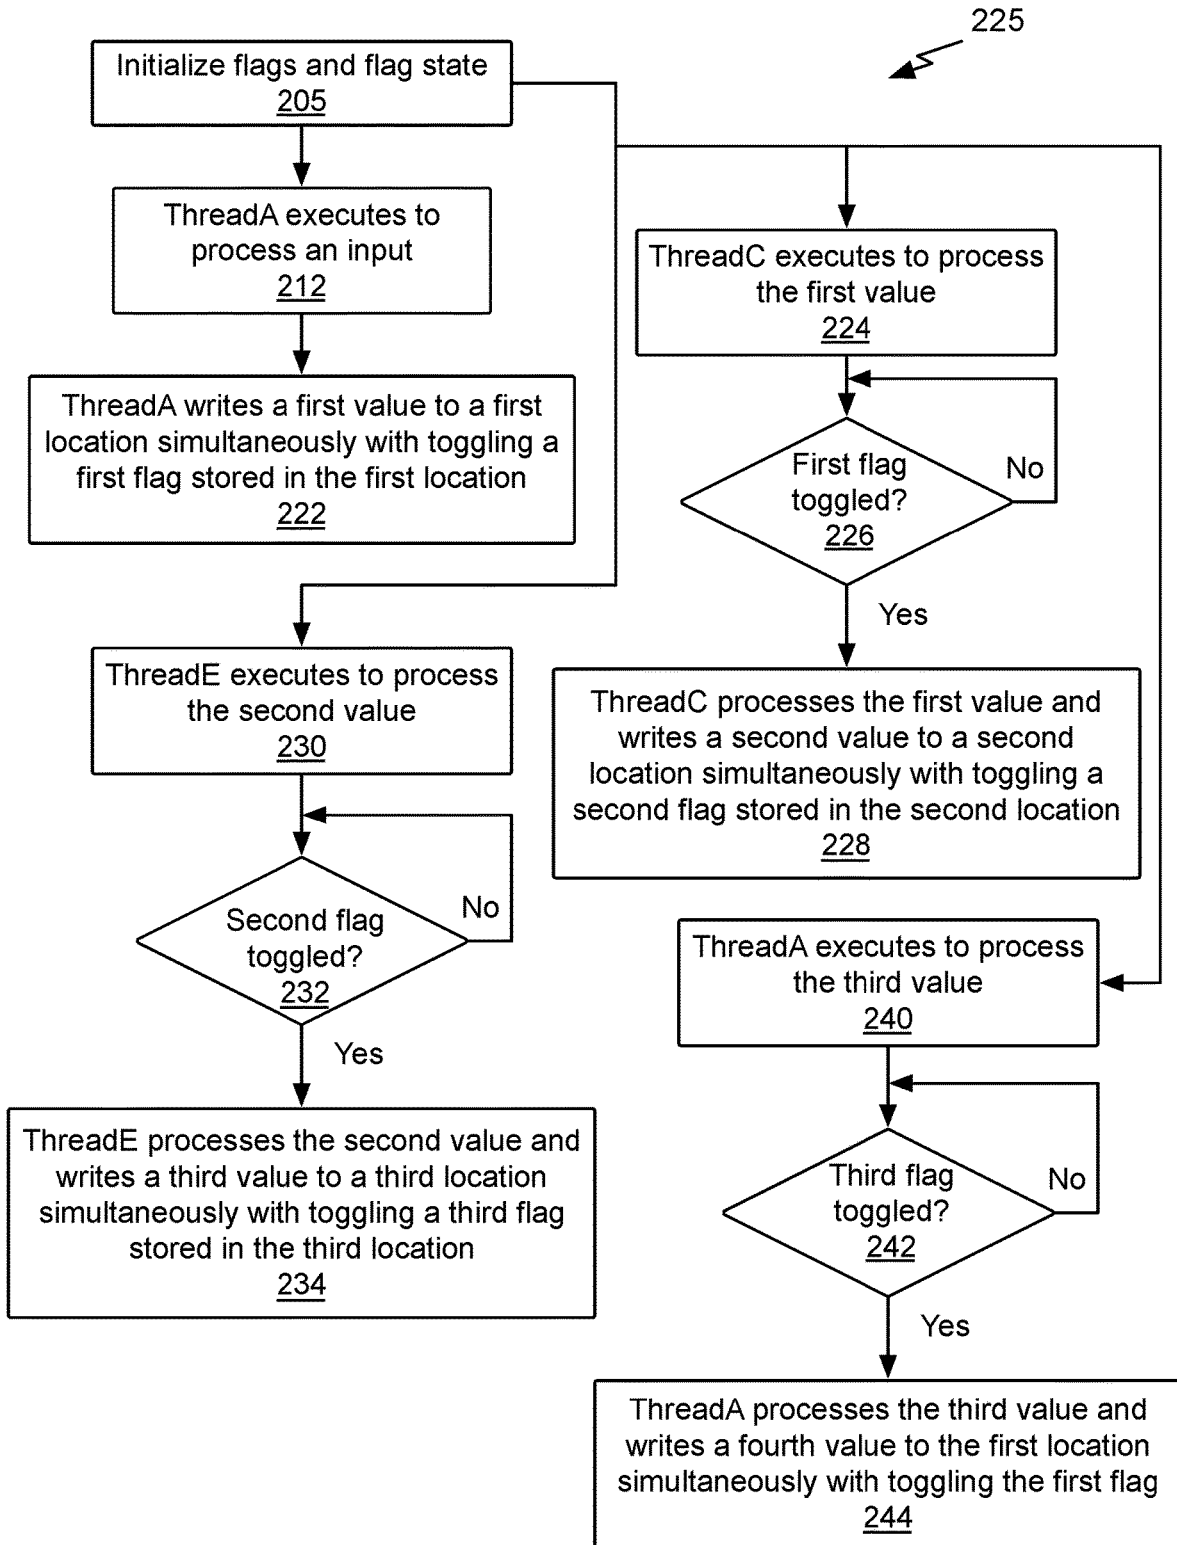 225
Initialize flags and flag state
205
ThreadA executes to
process an input
212
ThreadA writes a first value to a first
location simultaneously with toggling a
first flag stored in the first location
222
ThreadC executes to process
the first value
224
First flag
toggled?
226
No
Yes
ThreadC processes the first value and
writes a second value to a second
location simultaneously with toggling a
second flag stored in the second location
228
ThreadE executes to process
the second value
230
Second flag
toggled?
232
No
Yes
ThreadE processes the second value and
writes a third value to a third location
simultaneously with toggling a third flag
stored in the third location
234
ThreadA executes to process
the third value
240
Third flag
toggled?
242
No
Yes
ThreadA processes the third value and
writes a fourth value to the first location
simultaneously with toggling the first flag
244